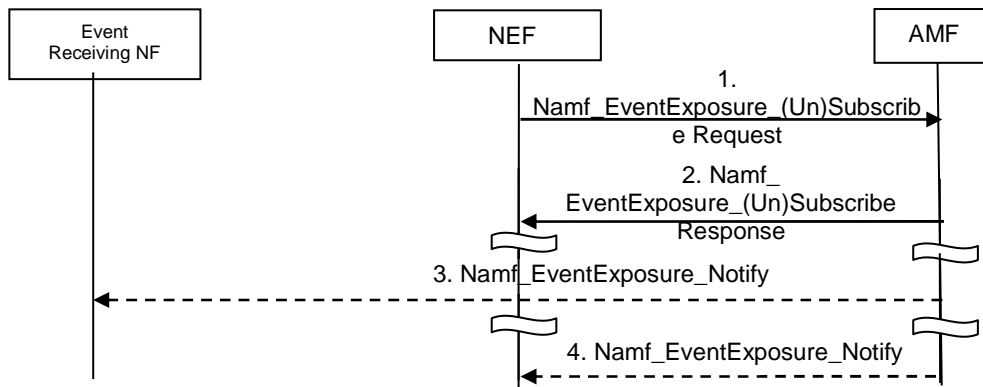 Event
Receiving NF
NEF
AMF
1.
Namf_EventExposure_(Un)Subscrib
e Request
2. Namf_
EventExposure_(Un)Subscribe
Response
3. Namf_EventExposure_Notify
4. Namf_EventExposure_Notify